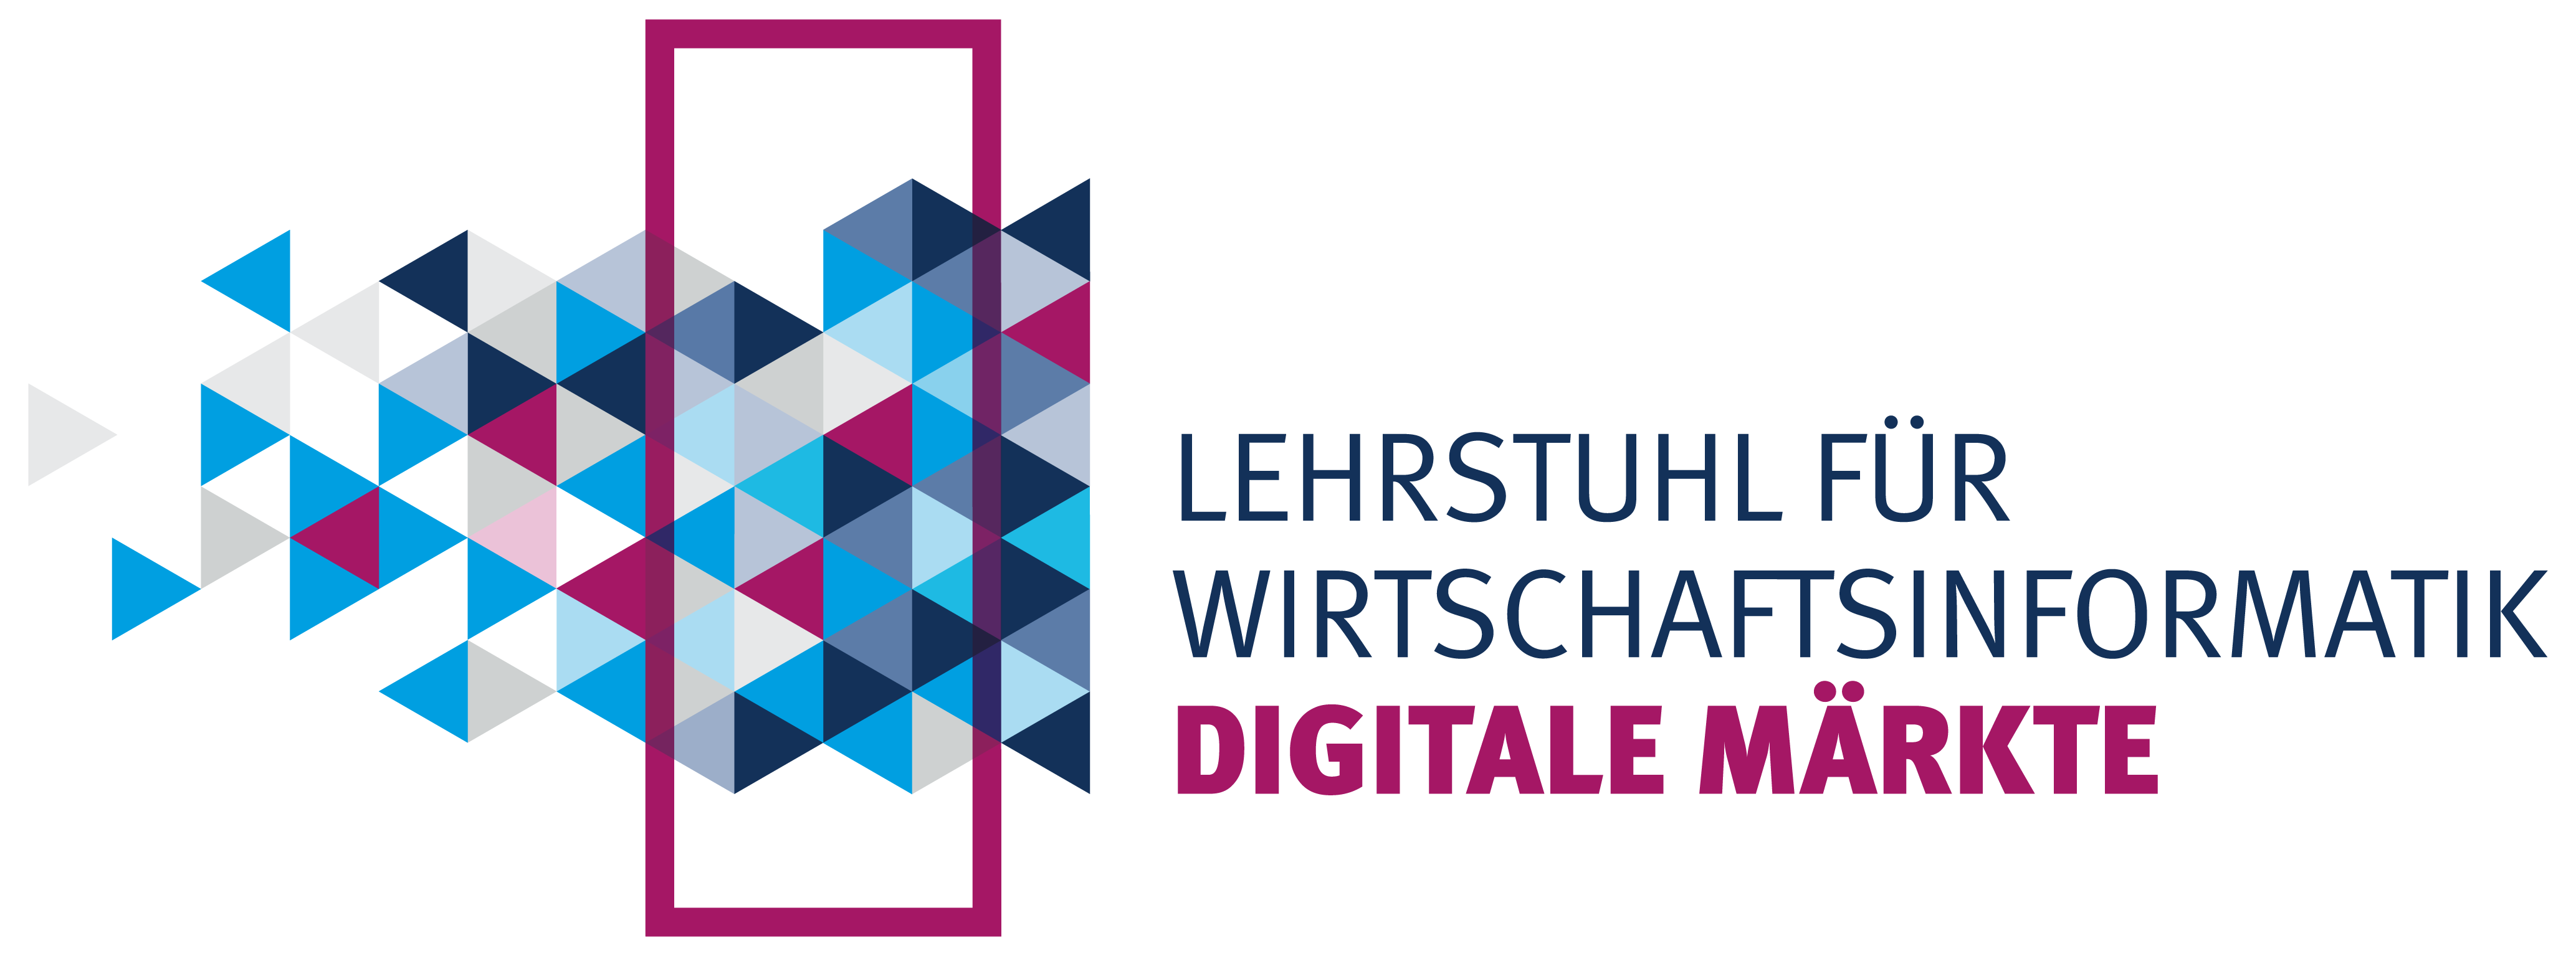 LEHRSTUHL FÜR
WIRTSCHAFTSINFORMATIK
DIGITALE MÄRKTE